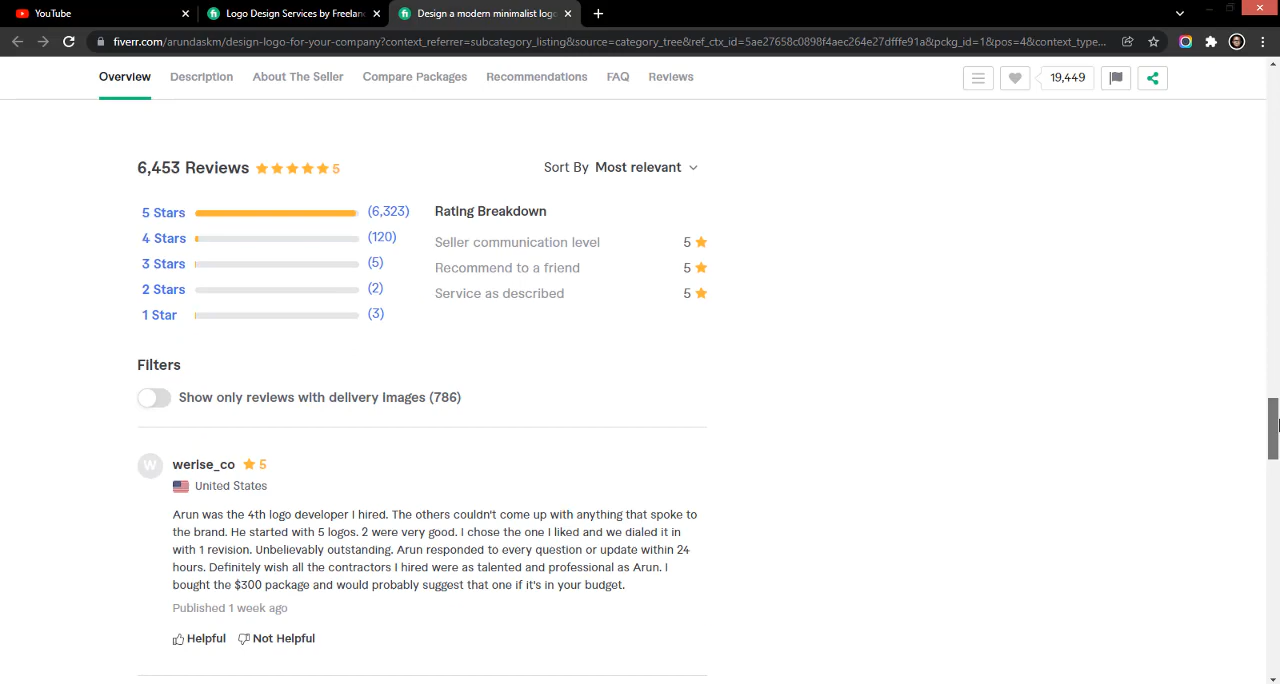 YouTube
Logo Design Services by Freelan
Design a modern minimalist logo
fiverr.com/arundaskm/design-logo-for-your-company?context_referrer=subcategory_listing&source=category_tree&ref_ctx_id=5ae27658c0898f4aec264e27dfffe91a&pckg_id=1&pos=4&context_type...
Overview
Description
About The Seller
Compare Packages
Recommendations
FAQ
Reviews
19,449
6,453 Reviews 5
Sort By Most relevant
5 Stars (6,323)
4 Stars (120)
3 Stars (5)
2 Stars (2)
1 Star (3)
Rating Breakdown
Seller communication level 5
Recommend to a friend 5
Service as described 5
Filters
Show only reviews with delivery Images (786)
W
werise_co 5
United States
Arun was the 4th logo developer I hired. The others couldn't come up with anything that spoke to
the brand. He started with 5 logos. 2 were very good. I chose the one I liked and we dialed it in
with 1 revision. Unbelievably outstanding. Arun responded to every question or update within 24
hours. Definitely wish all the contractors I hired were as talented and professional as Arun. I
bought the $300 package and would probably suggest that one if it's in your budget.
Published 1 week ago
Helpful
Not Helpful